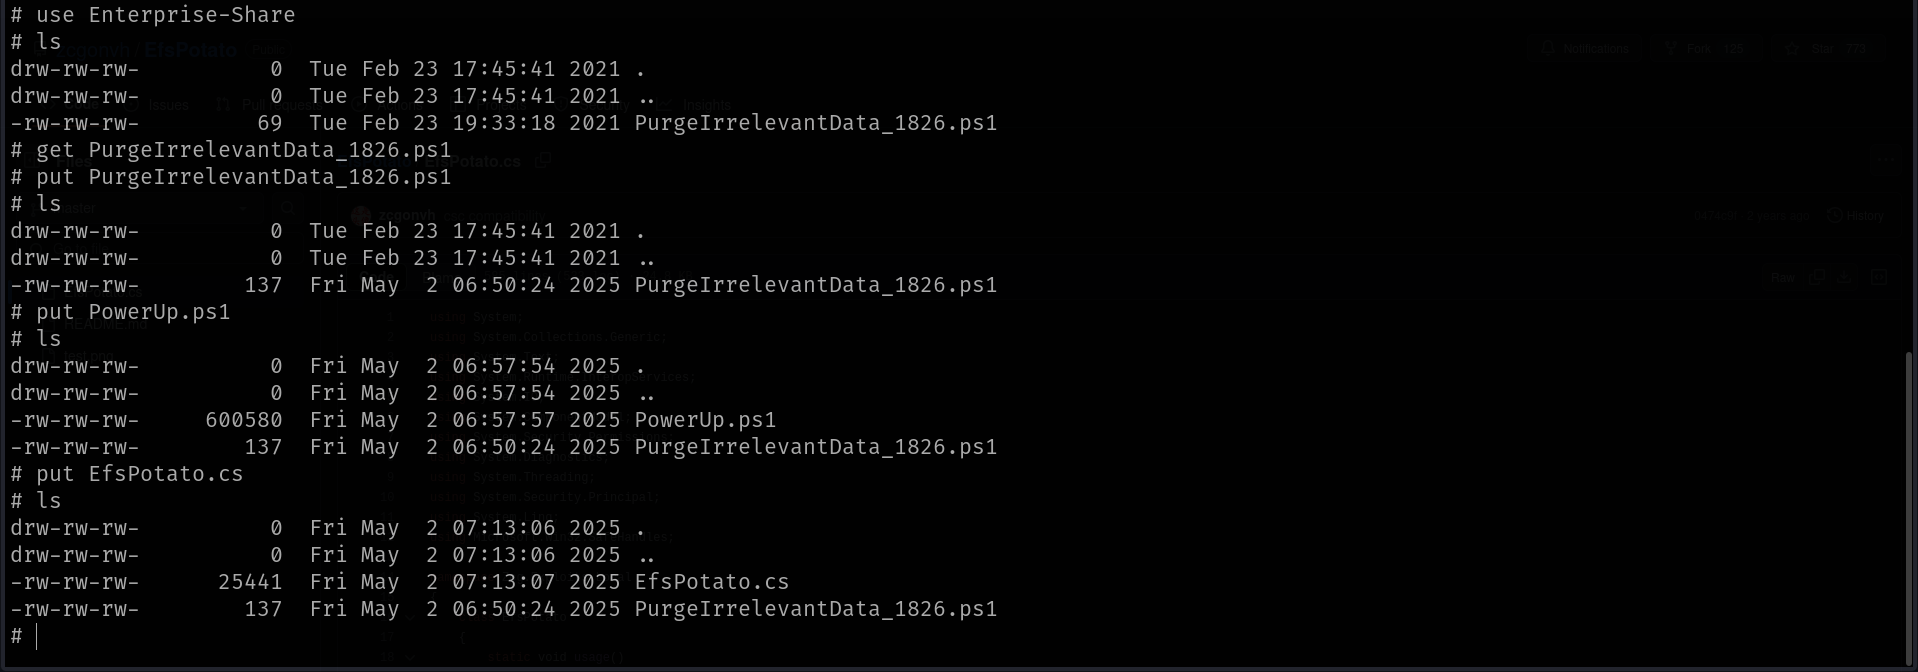 # use Enterprise-Share
# ls
drw-rw-rw-          0  Tue Feb 23 17:45:41 2021 .
drw-rw-rw-          0  Tue Feb 23 17:45:41 2021 ..
-rw-rw-rw-         69  Tue Feb 23 19:33:18 2021 PurgeIrrelevantData_1826.ps1
# get PurgeIrrelevantData_1826.ps1
# put PurgeIrrelevantData_1826.ps1
# ls
drw-rw-rw-          0  Tue Feb 23 17:45:41 2021 .
drw-rw-rw-          0  Tue Feb 23 17:45:41 2021 ..
-rw-rw-rw-        137  Fri May  2 06:50:24 2025 PurgeIrrelevantData_1826.ps1
# put PowerUp.ps1
# ls
drw-rw-rw-          0  Fri May  2 06:57:54 2025 .
drw-rw-rw-          0  Fri May  2 06:57:54 2025 ..
-rw-rw-rw-     600580  Fri May  2 06:57:57 2025 PowerUp.ps1
-rw-rw-rw-        137  Fri May  2 06:50:24 2025 PurgeIrrelevantData_1826.ps1
# put EfsPotato.cs
# ls
drw-rw-rw-          0  Fri May  2 07:13:06 2025 .
drw-rw-rw-          0  Fri May  2 07:13:06 2025 ..
-rw-rw-rw-      25441  Fri May  2 07:13:07 2025 EfsPotato.cs
-rw-rw-rw-        137  Fri May  2 06:50:24 2025 PurgeIrrelevantData_1826.ps1
#